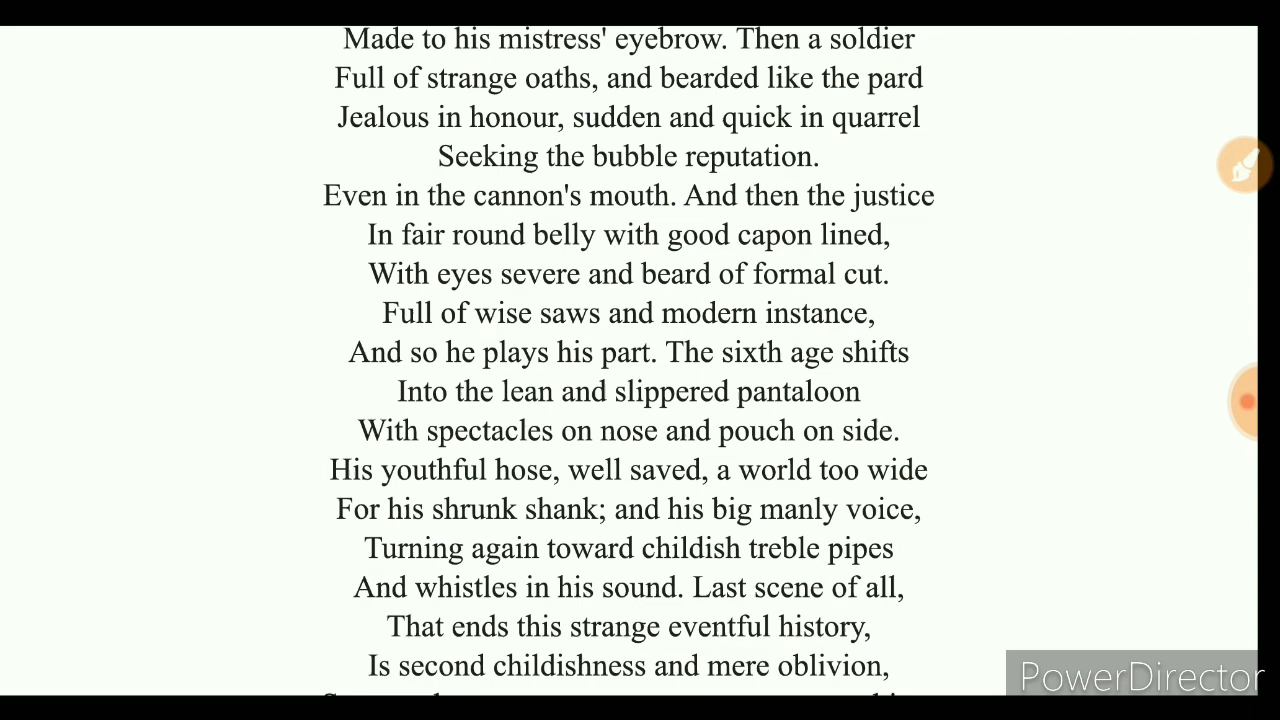 Made to his mistress' eyebrow. Then a soldier
Full of strange oaths, and bearded like the pard
Jealous in honour, sudden and quick in quarrel
Seeking the bubble reputation.
Even in the cannon's mouth. And then the justice
In fair round belly with good capon lined,
With eyes severe and beard of formal cut.
Full of wise saws and modern instance,
And so he plays his part. The sixth age shifts
Into the lean and slippered pantaloon
With spectacles on nose and pouch on side.
His youthful hose, well saved, a world too wide
For his shrunk shank; and his big manly voice,
Turning again toward childish treble pipes
And whistles in his sound. Last scene of all,
That ends this strange eventful history,
Is second childishness and mere oblivion,
PowerDirector